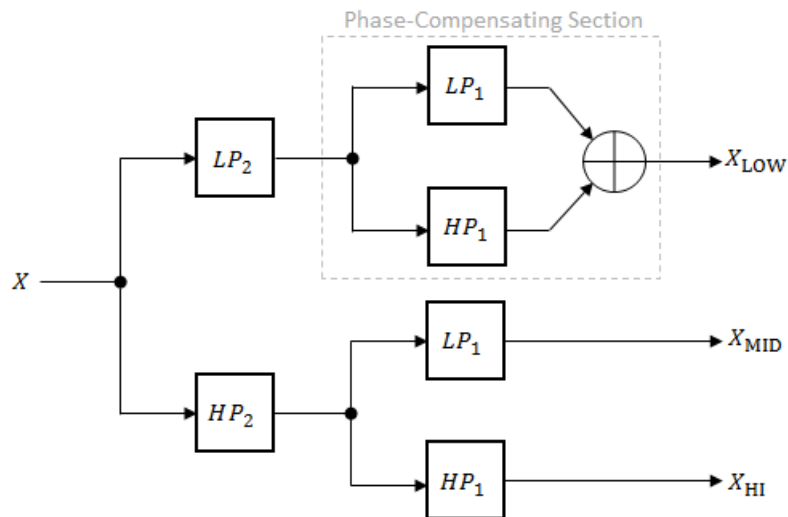 Phase-Compensating Section
LP₁
LP₂
X_LOW
HP₁
X
LP₁
X_MID
HP₂
HP₁
X_HI